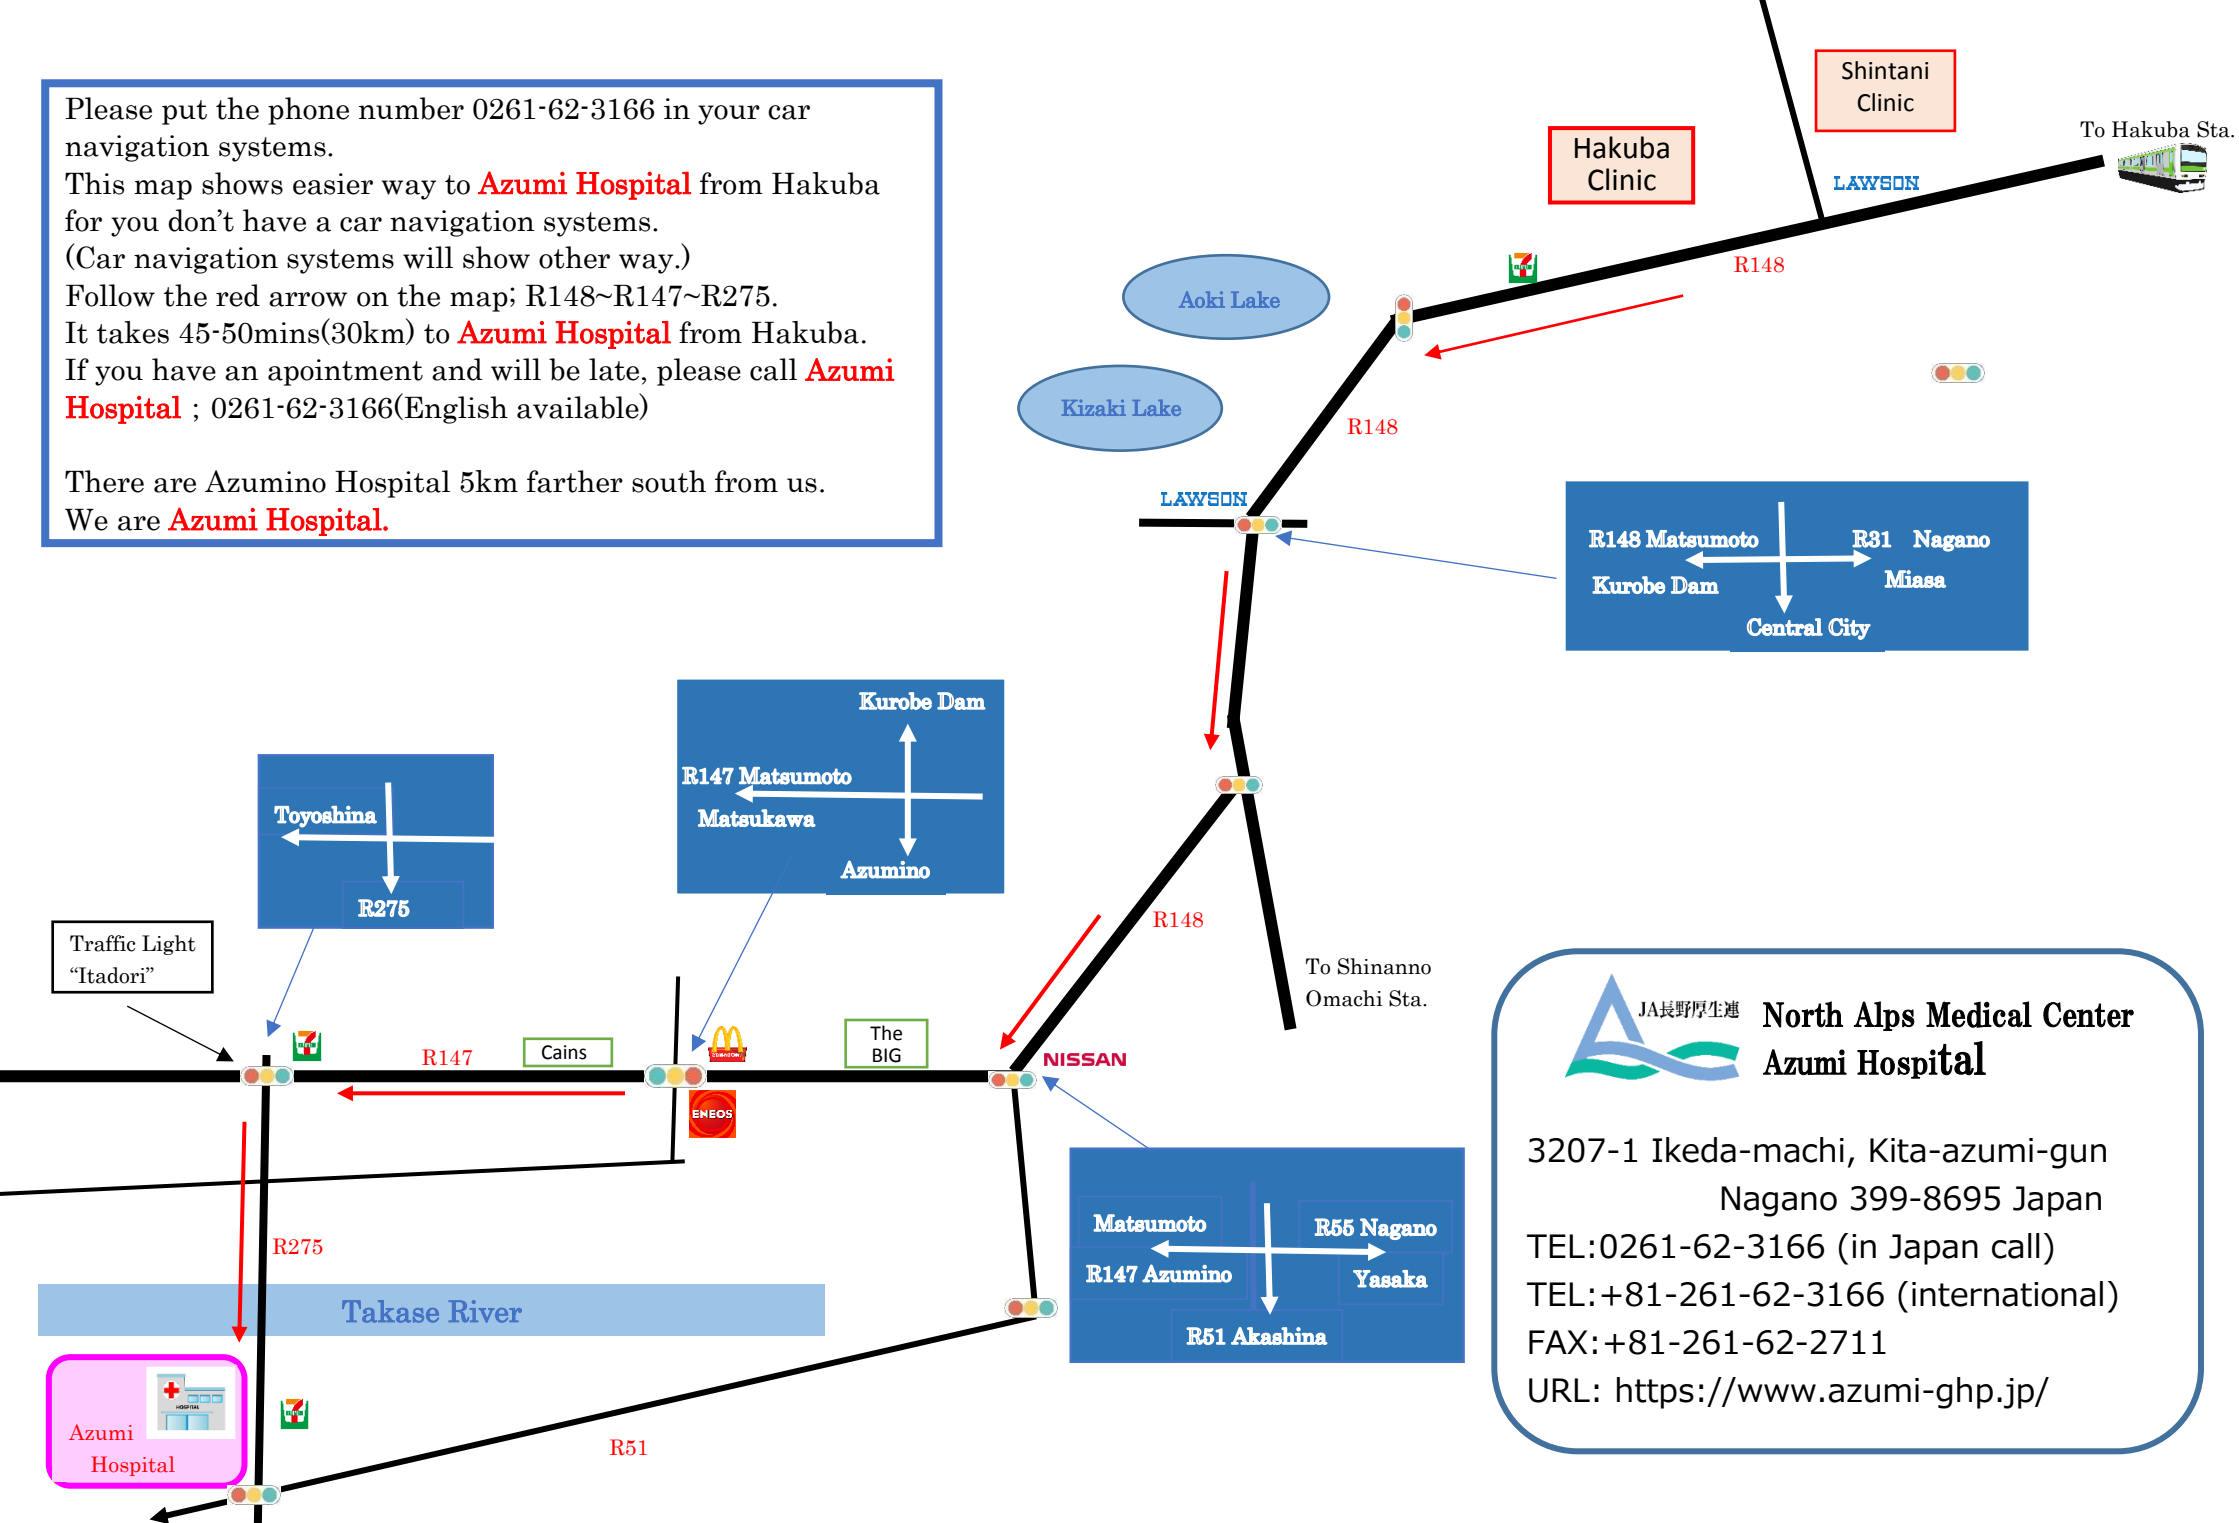 Please put the phone number 0261-62-3166 in your car
navigation systems.
This map shows easier way to Azumi Hospital from Hakuba
for you don’t have a car navigation systems.
(Car navigation systems will show other way.)
Follow the red arrow on the map; R148~R147~R275.
It takes 45-50mins(30km) to Azumi Hospital from Hakuba.
If you have an apointment and will be late, please call Azumi
Hospital ; 0261-62-3166(English available)
There are Azumino Hospital 5km farther south from us.
We are Azumi Hospital.
Shintani
Clinic
To Hakuba Sta.
Hakuba
Clinic
LAWSON
R148
Aoki Lake
Kizaki Lake
R148
LAWSON
R148 Matsumoto
R31 Nagano
Kurobe Dam
Miasa
Central City
Kurobe Dam
R147 Matsumoto
Matsukawa
Azumino
Toyoshina
R275
Traffic Light
“Itadori”
R148
To Shinanno
Omachi Sta.
R147
Cains
The
BIG
NISSAN
ENEOS
Matsumoto
R55 Nagano
R147 Azumino
Yasaka
R51 Akashina
R275
Takase River
HOSPITAL
Azumi
Hospital
R51
JA長野厚生連
North Alps Medical Center
Azumi Hospital
3207-1 Ikeda-machi, Kita-azumi-gun
Nagano 399-8695 Japan
TEL:0261-62-3166 (in Japan call)
TEL:+81-261-62-3166 (international)
FAX:+81-261-62-2711
URL: https://www.azumi-ghp.jp/